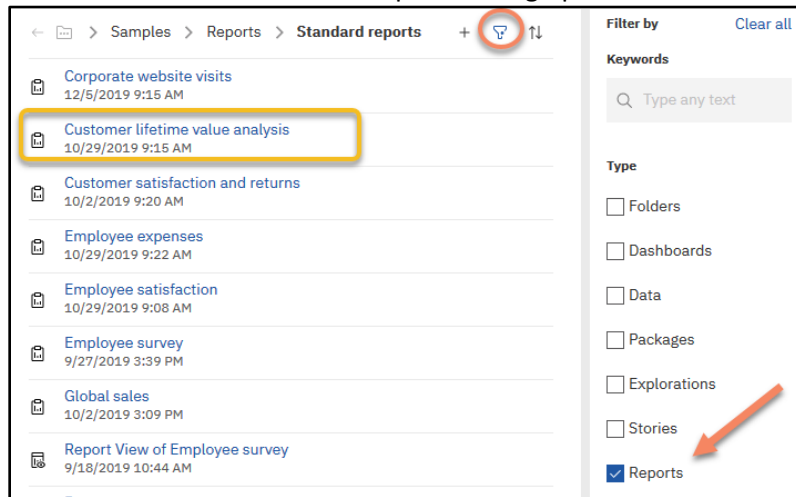 Samples > Reports > Standard reports
Corporate website visits
12/5/2019 9:15 AM
Customer lifetime value analysis
10/29/2019 9:15 AM
Customer satisfaction and returns
10/2/2019 9:20 AM
Employee expenses
10/29/2019 9:22 AM
Employee satisfaction
10/29/2019 9:08 AM
Employee survey
9/27/2019 3:39 PM
Global sales
10/2/2019 3:09 PM
Report View of Employee survey
9/18/2019 10:44 AM
Filter by Clear all
Keywords
Type any text
Type
Folders
Dashboards
Data
Packages
Explorations
Stories
Reports